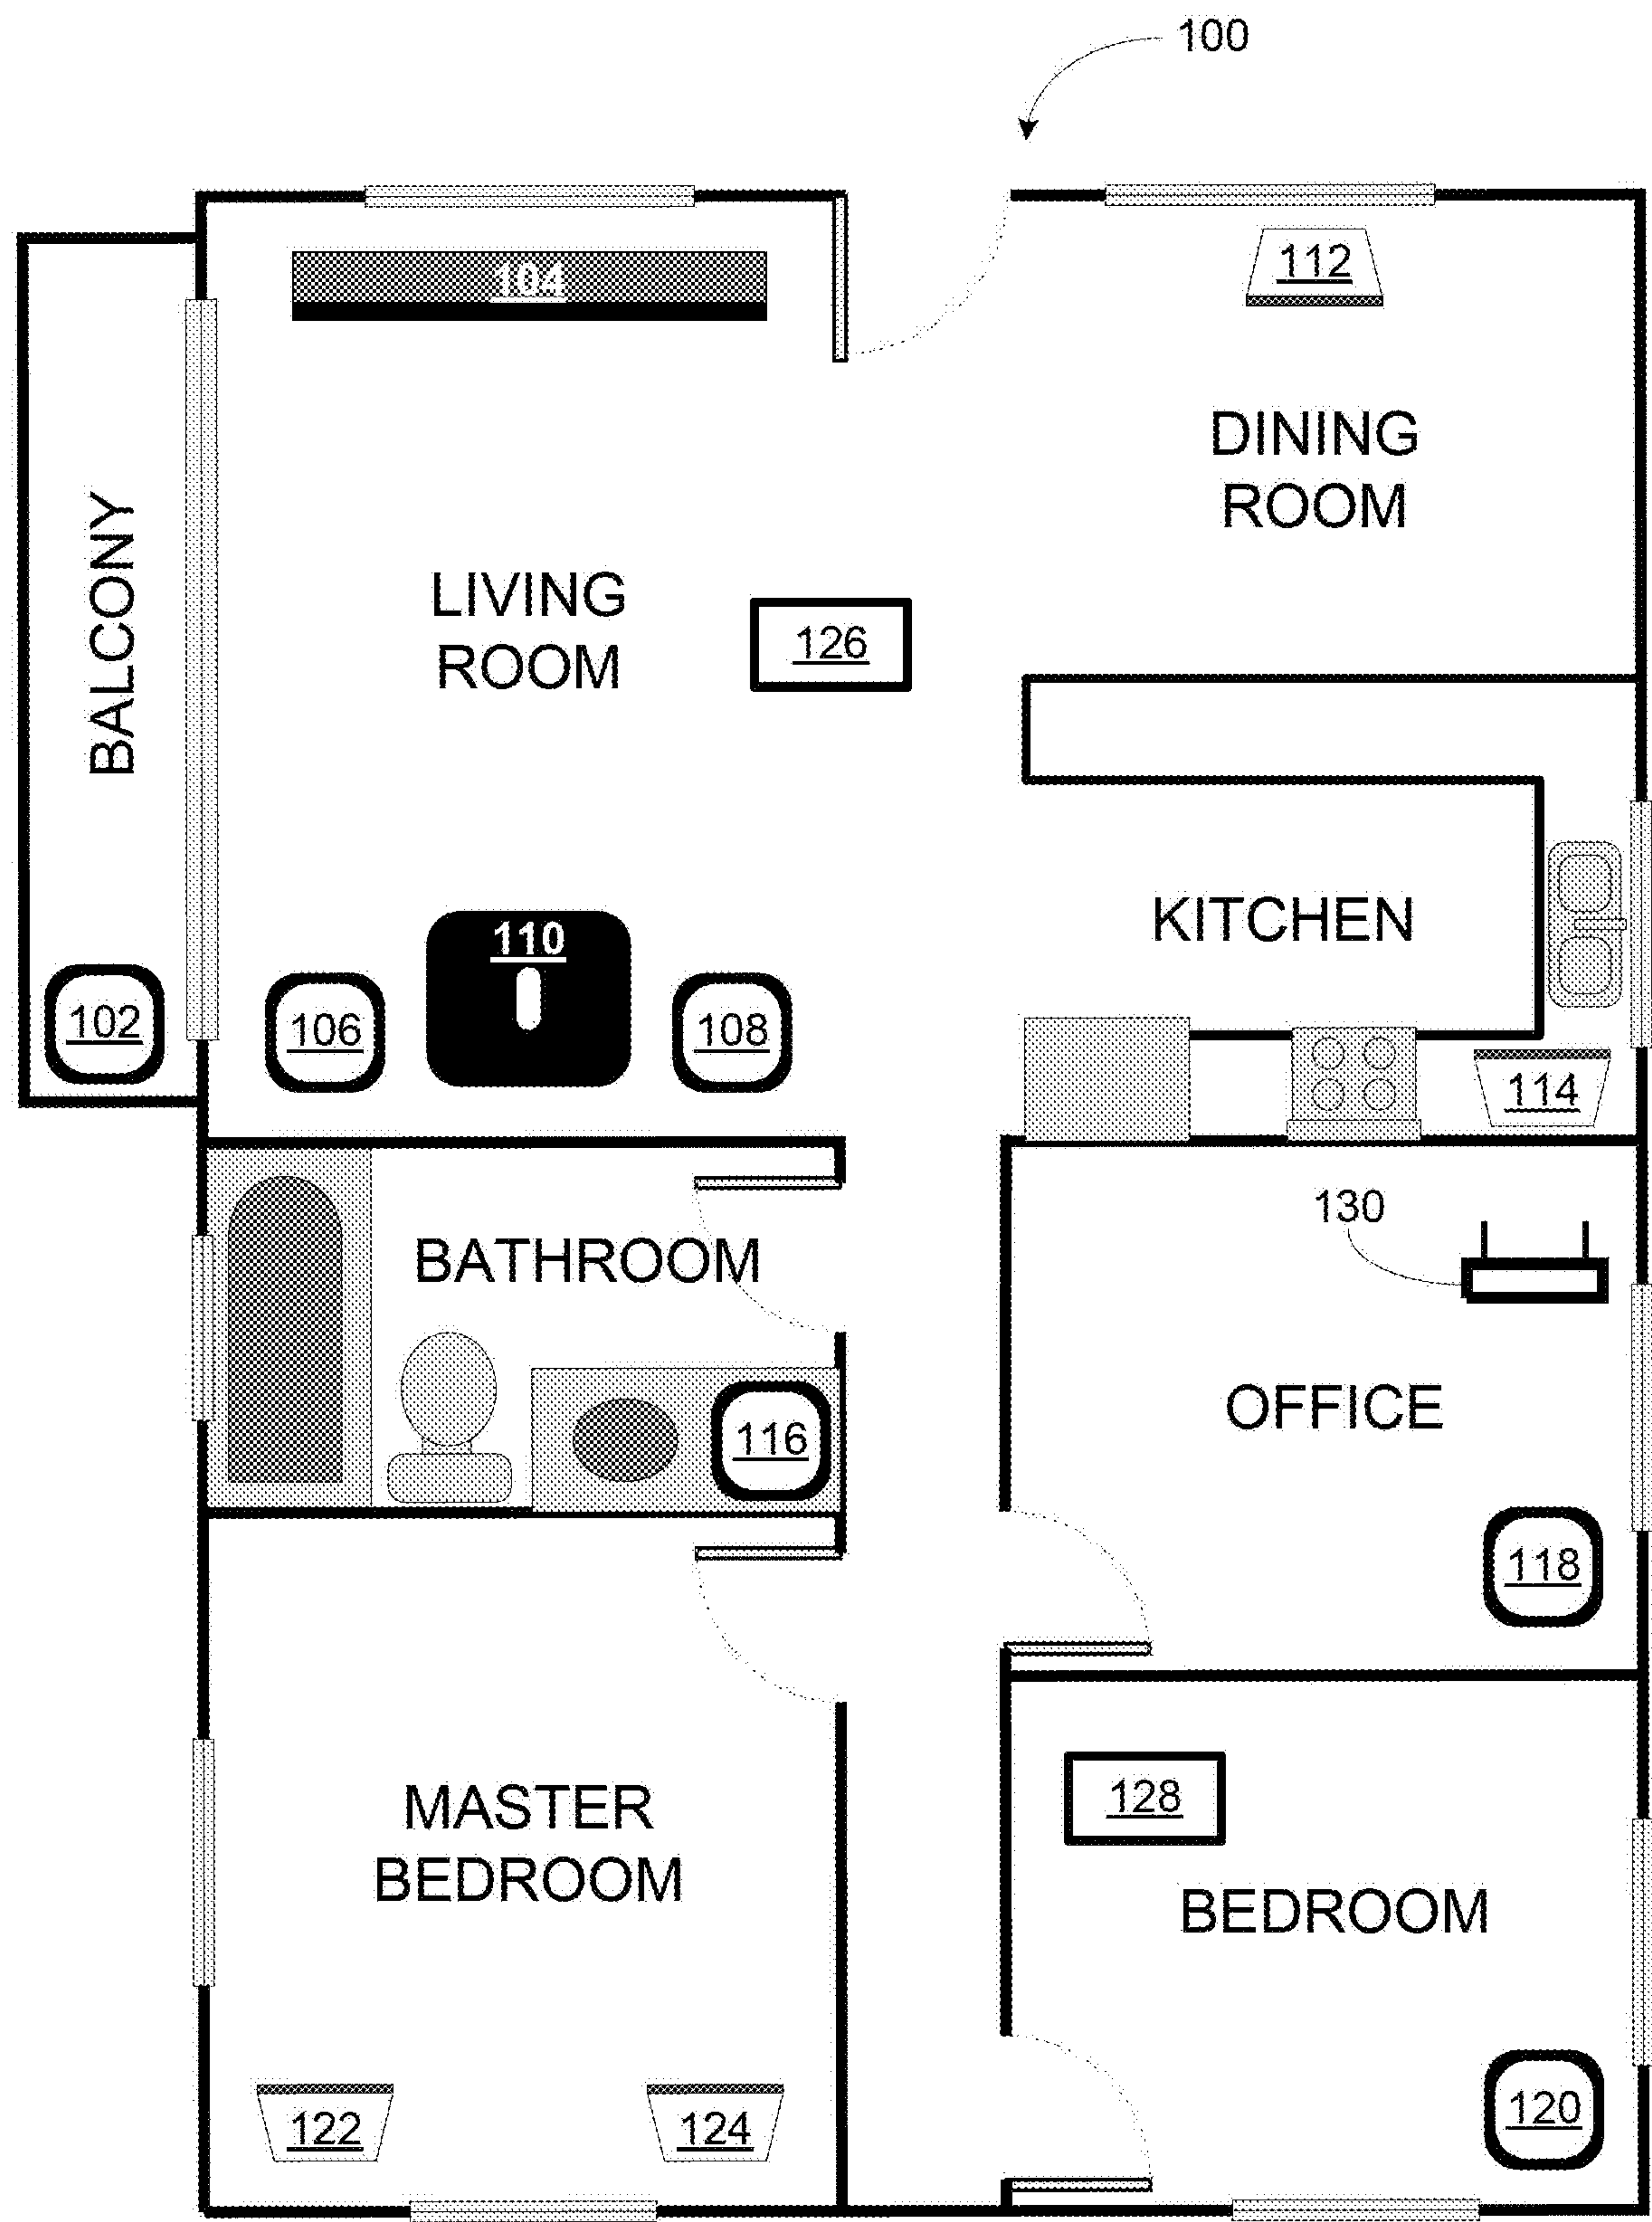 100
104
112
DINING
ROOM
BALCONY
LIVING
ROOM
126
KITCHEN
110
102
106
108
114
130
BATHROOM
OFFICE
116
118
128
MASTER
BEDROOM
BEDROOM
122
124
120